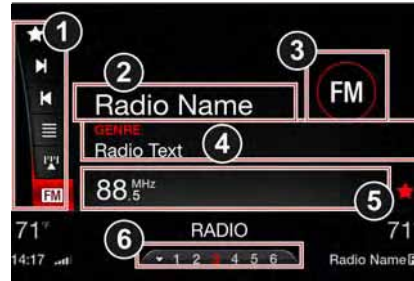 1
2
3
Radio Name
FM
GENRE
4
Radio Text
FM
88.5 MHz
5
71°F
RADIO
71
6
14:17
1 2 3 4 5 6
Radio Name